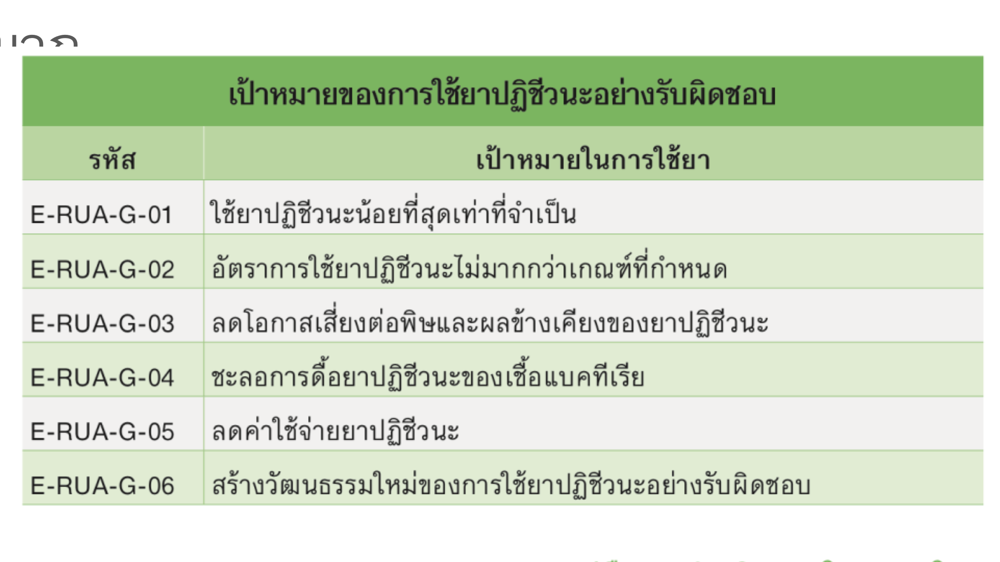 เป้าหมายของการใช้ยาปฏิชีวนะอย่างรับผิดชอบ
รหัส เป้าหมายในการใช้ยา
E-RUA-G-01 ใช้ยาปฏิชีวนะน้อยที่สุดเท่าที่จำเป็น
E-RUA-G-02 อัตราการใช้ยาปฏิชีวนะไม่มากกว่าเกณฑ์ที่กำหนด
E-RUA-G-03 ลดโอกาสเสี่ยงต่อพิษและผลข้างเคียงของยาปฏิชีวนะ
E-RUA-G-04 ชะลอการดื้อยาปฏิชีวนะของเชื้อแบคทีเรีย
E-RUA-G-05 ลดค่าใช้จ่ายยาปฏิชีวนะ
E-RUA-G-06 สร้างวัฒนธรรมใหม่ของการใช้ยาปฏิชีวนะอย่างรับผิดชอบ